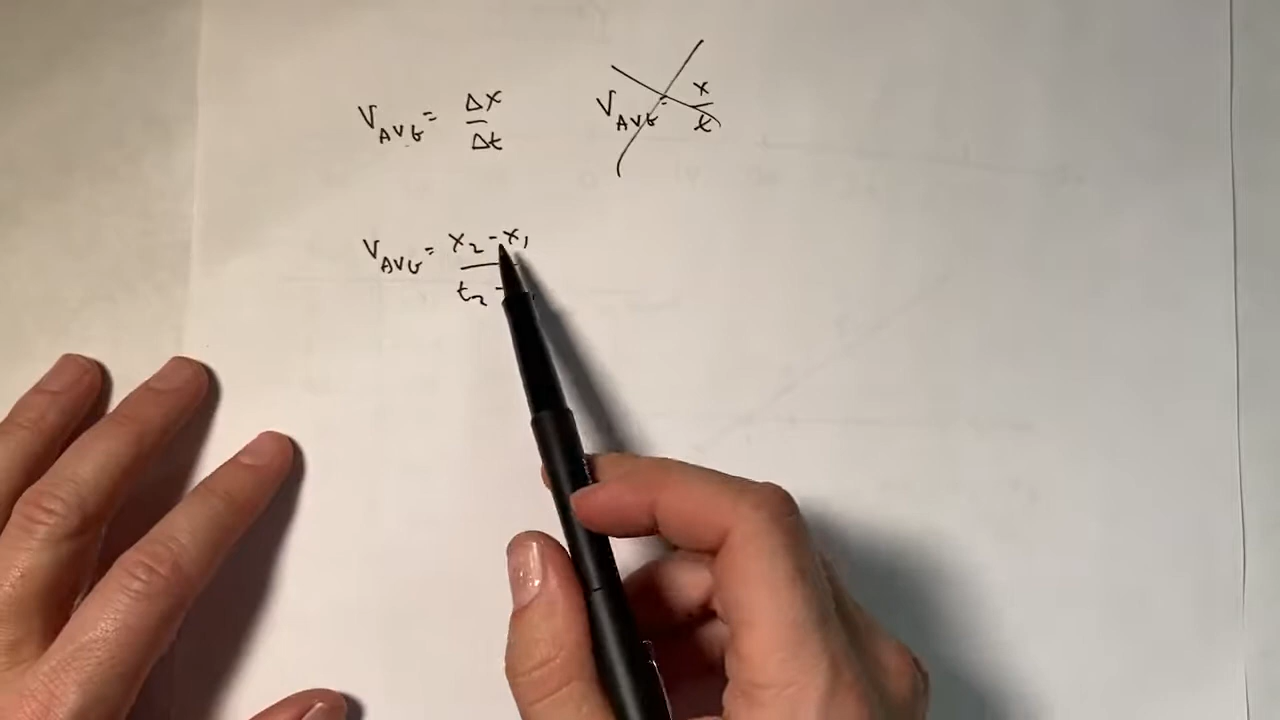 V_AVG = Δx/Δt V_AVG = x/t
V_AVG = x₂ - x₁
t₂ -